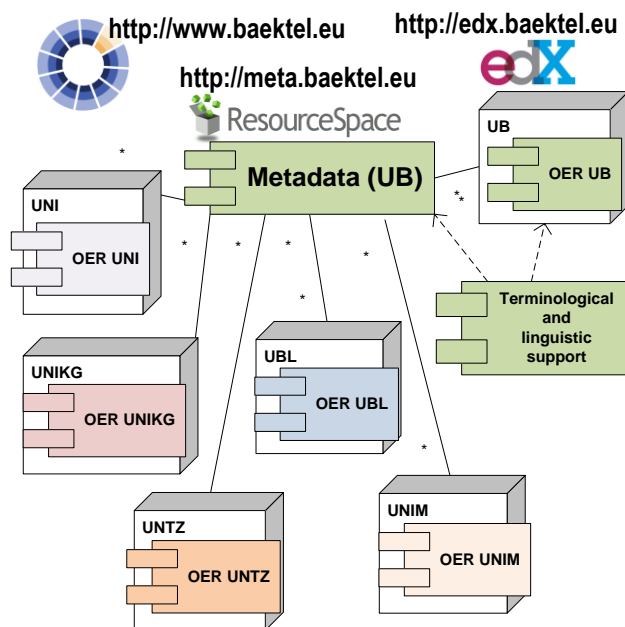 http://www.baektel.eu
http://edx.baektel.eu
edX
http://meta.baektel.eu
ResourceSpace
UB
*
Metadata (UB)
OER UB
UNI
*
*
OER UNI
*
*
*
*
Terminological
and
linguistic
support
*
UNIKG
UBL
OER UNIKG
OER UBL
*
UNTZ
UNIM
OER UNTZ
OER UNIM